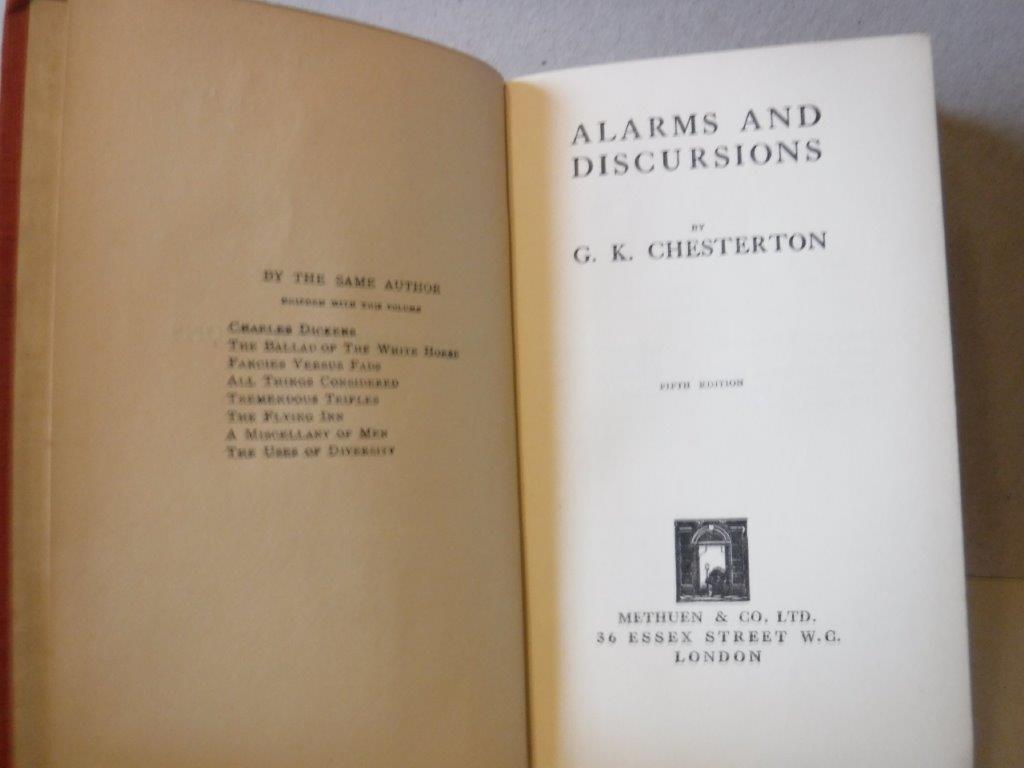 BY THE SAME AUTHOR
UNIFORM WITH THIS VOLUME
CHARLES DICKENS
THE BALLAD OF THE WHITE HORSE
FANCIES VERSUS FADS
ALL THINGS CONSIDERED
TREMENDOUS TRIFLES
THE FLYING INN
A MISCELLANY OF MEN
THE USES OF DIVERSITY
ALARMS AND
DISCURSIONS
BY
G. K. CHESTERTON
FIFTH EDITION
METHUEN & CO. LTD.
36 ESSEX STREET W.C.
LONDON